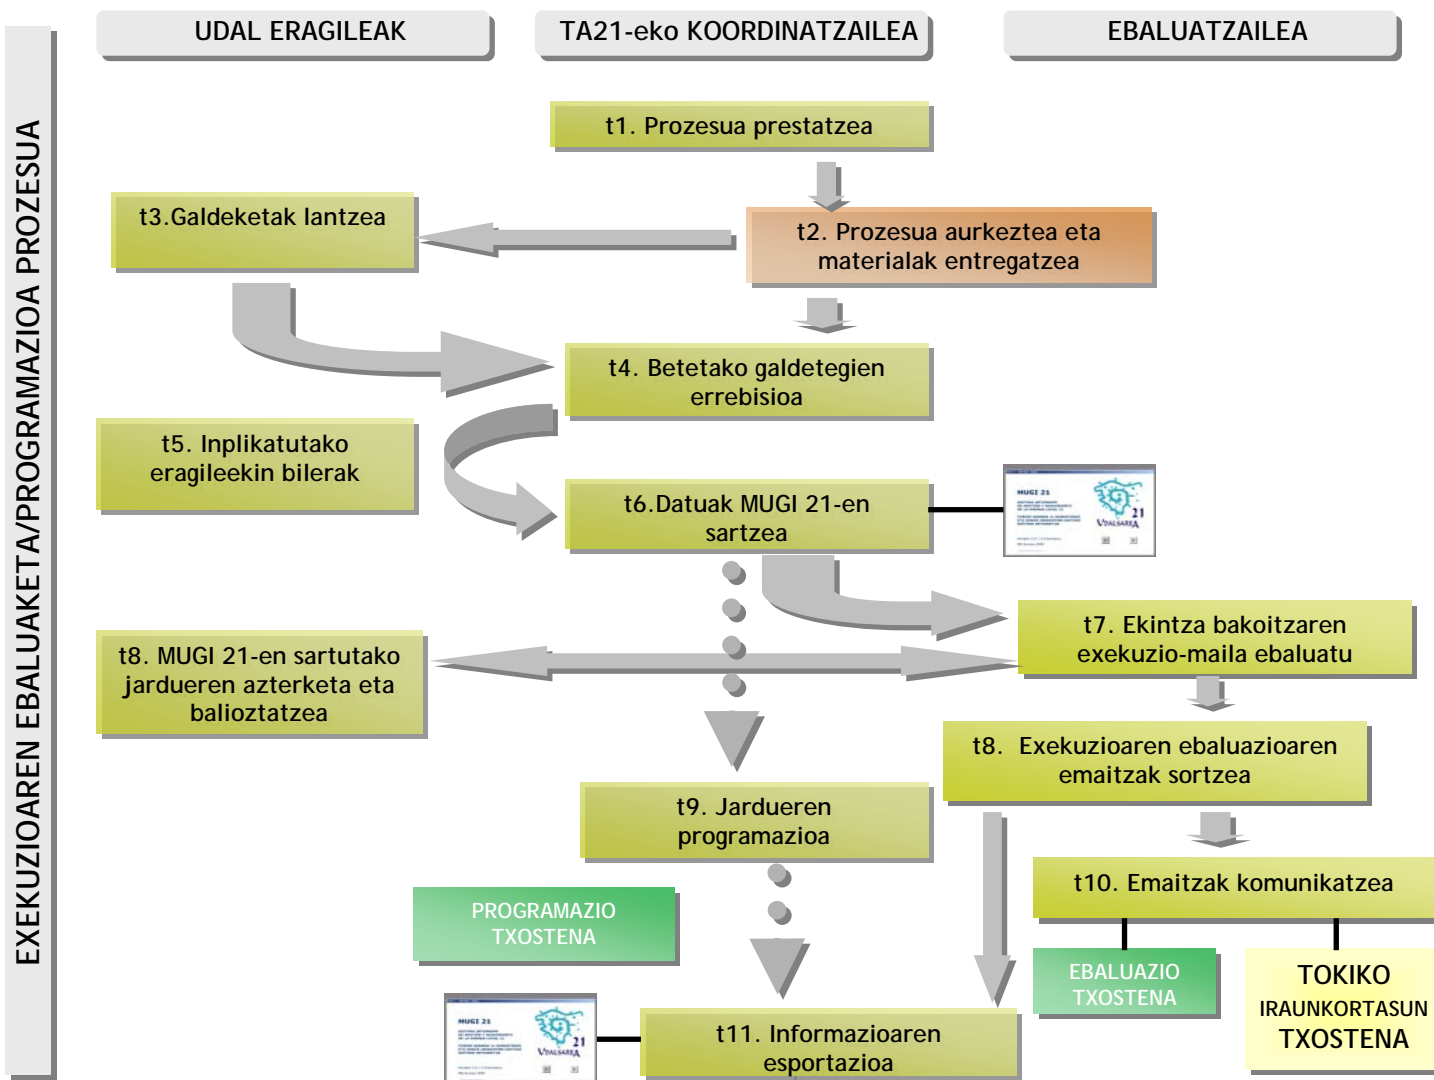 UDAL ERAGILEAK
TA21-eko KOORDINATZAILEA
EBALUATZAILEA
EXEKUZIOAREN EBALUAKETA/PROGRAMAZIOA PROZESUA
t1. Prozesua prestatzea
t3.Galdeketak lantzea
t2. Prozesua aurkeztea eta
materialak entregatzea
t4. Betetako galdetegien
errebisioa
t5. Inplikatutako
eragileekin bilerak
t6.Datuak MUGI 21-en
sartzea
MUGI 21
21
UDALSAREA
t7. Ekintza bakoitzaren
exekuzio-maila ebaluatu
t8. MUGI 21-en sartutako
jardueren azterketa eta
balioztatzea
t8. Exekuzioaren ebaluazioaren
emaitzak sortzea
t9. Jardueren
programazioa
t10. Emaitzak komunikatzea
PROGRAMAZIO
TXOSTENA
EBALUAZIO
TXOSTENA
TOKIKO
IRAUNKORTASUN
TXOSTENA
MUGI 21
21
UDALSAREA
t11. Informazioaren
esportazioa